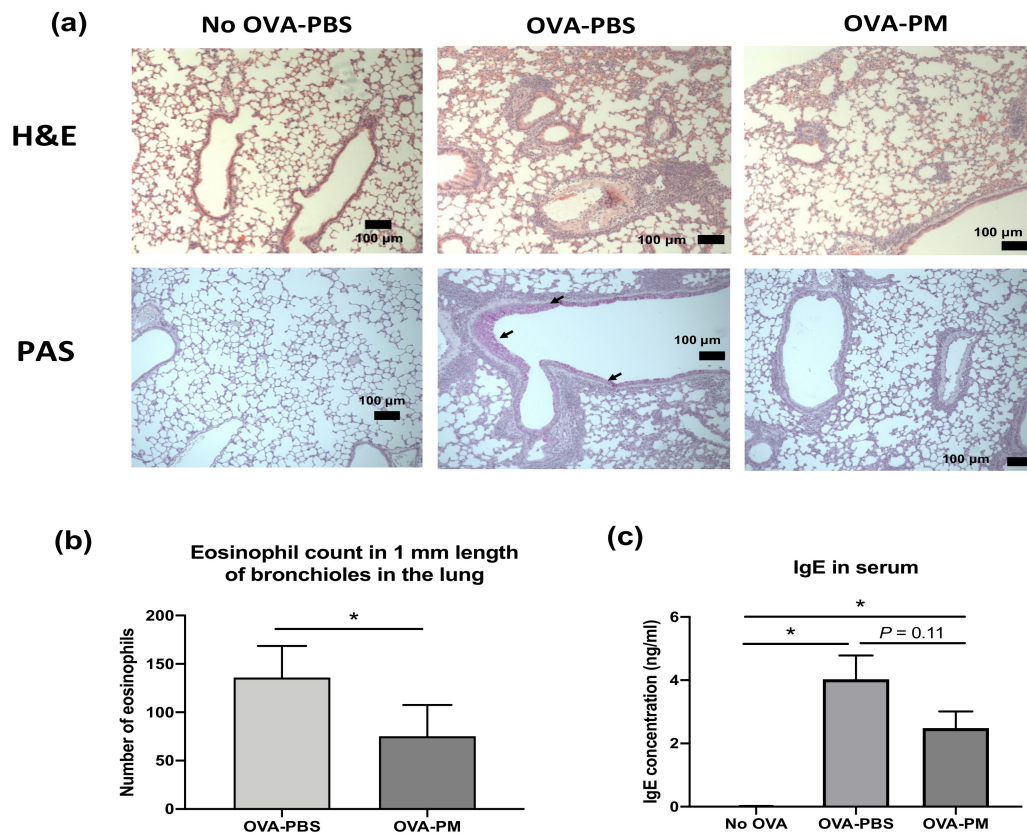 (a)
No OVA-PBS
OVA-PBS
OVA-PM
H&E
100 µm
100 µm
100 µm
PAS
100 µm
100 µm
100 µm
(b)
Eosinophil count in 1 mm length
of bronchioles in the lung
Number of eosinophils
200
150
100
50
0
*
OVA-PBS
OVA-PM
(c)
IgE in serum
IgE concentration (ng/ml)
6
4
2
0
*
*
P = 0.11
No OVA
OVA-PBS
OVA-PM